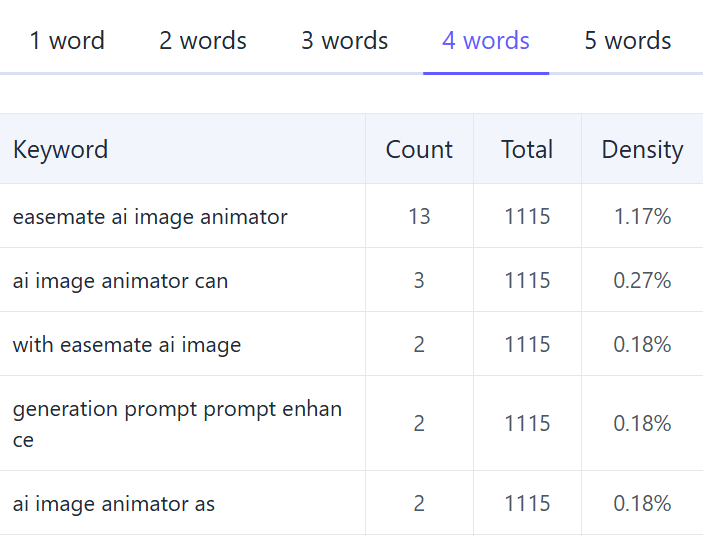 1 word 2 words 3 words 4 words 5 words
Keyword Count Total Density
easemate ai image animator 13 1115 1.17%
ai image animator can 3 1115 0.27%
with easemate ai image 2 1115 0.18%
generation prompt prompt enhan
ce 2 1115 0.18%
ai image animator as 2 1115 0.18%